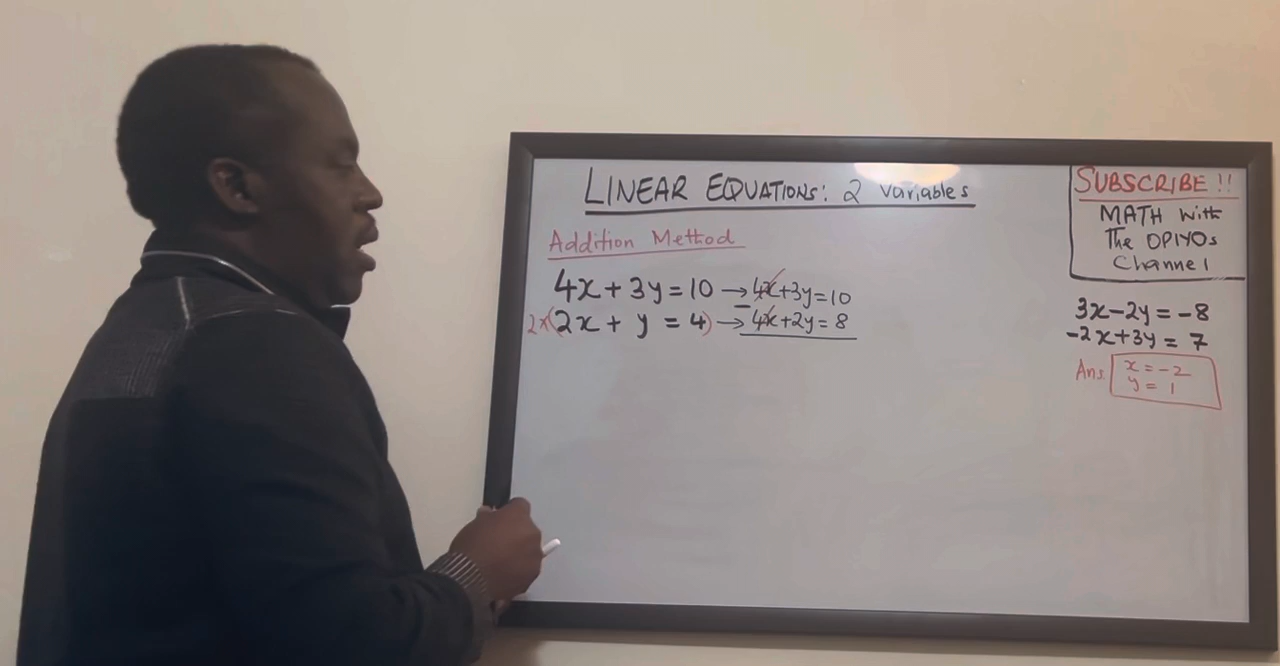 LINEAR EQUATIONS: 2 variables
Addition Method
4x + 3y = 10 → 4x+3y=10
2x(2x + y = 4) → - 4x+2y = 8
SUBSCRIBE!!
MATH With
The OPIYOs
Channel
3x-2y = -8
-2x+3y = 7
Ans. x = -2
y = 1